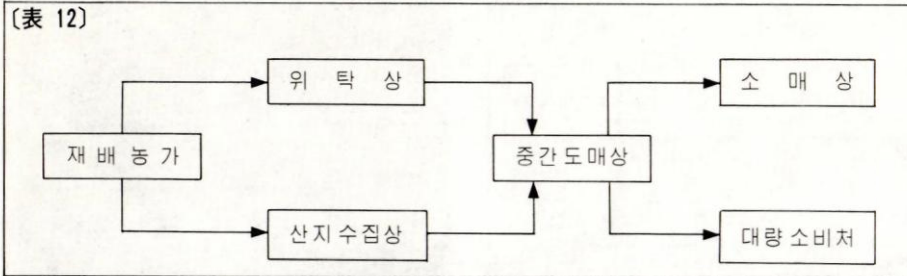 〔表 12〕
위 탁 상
소 매 상
재 배 농 가
중간도매상
산지수집상
대량소비처